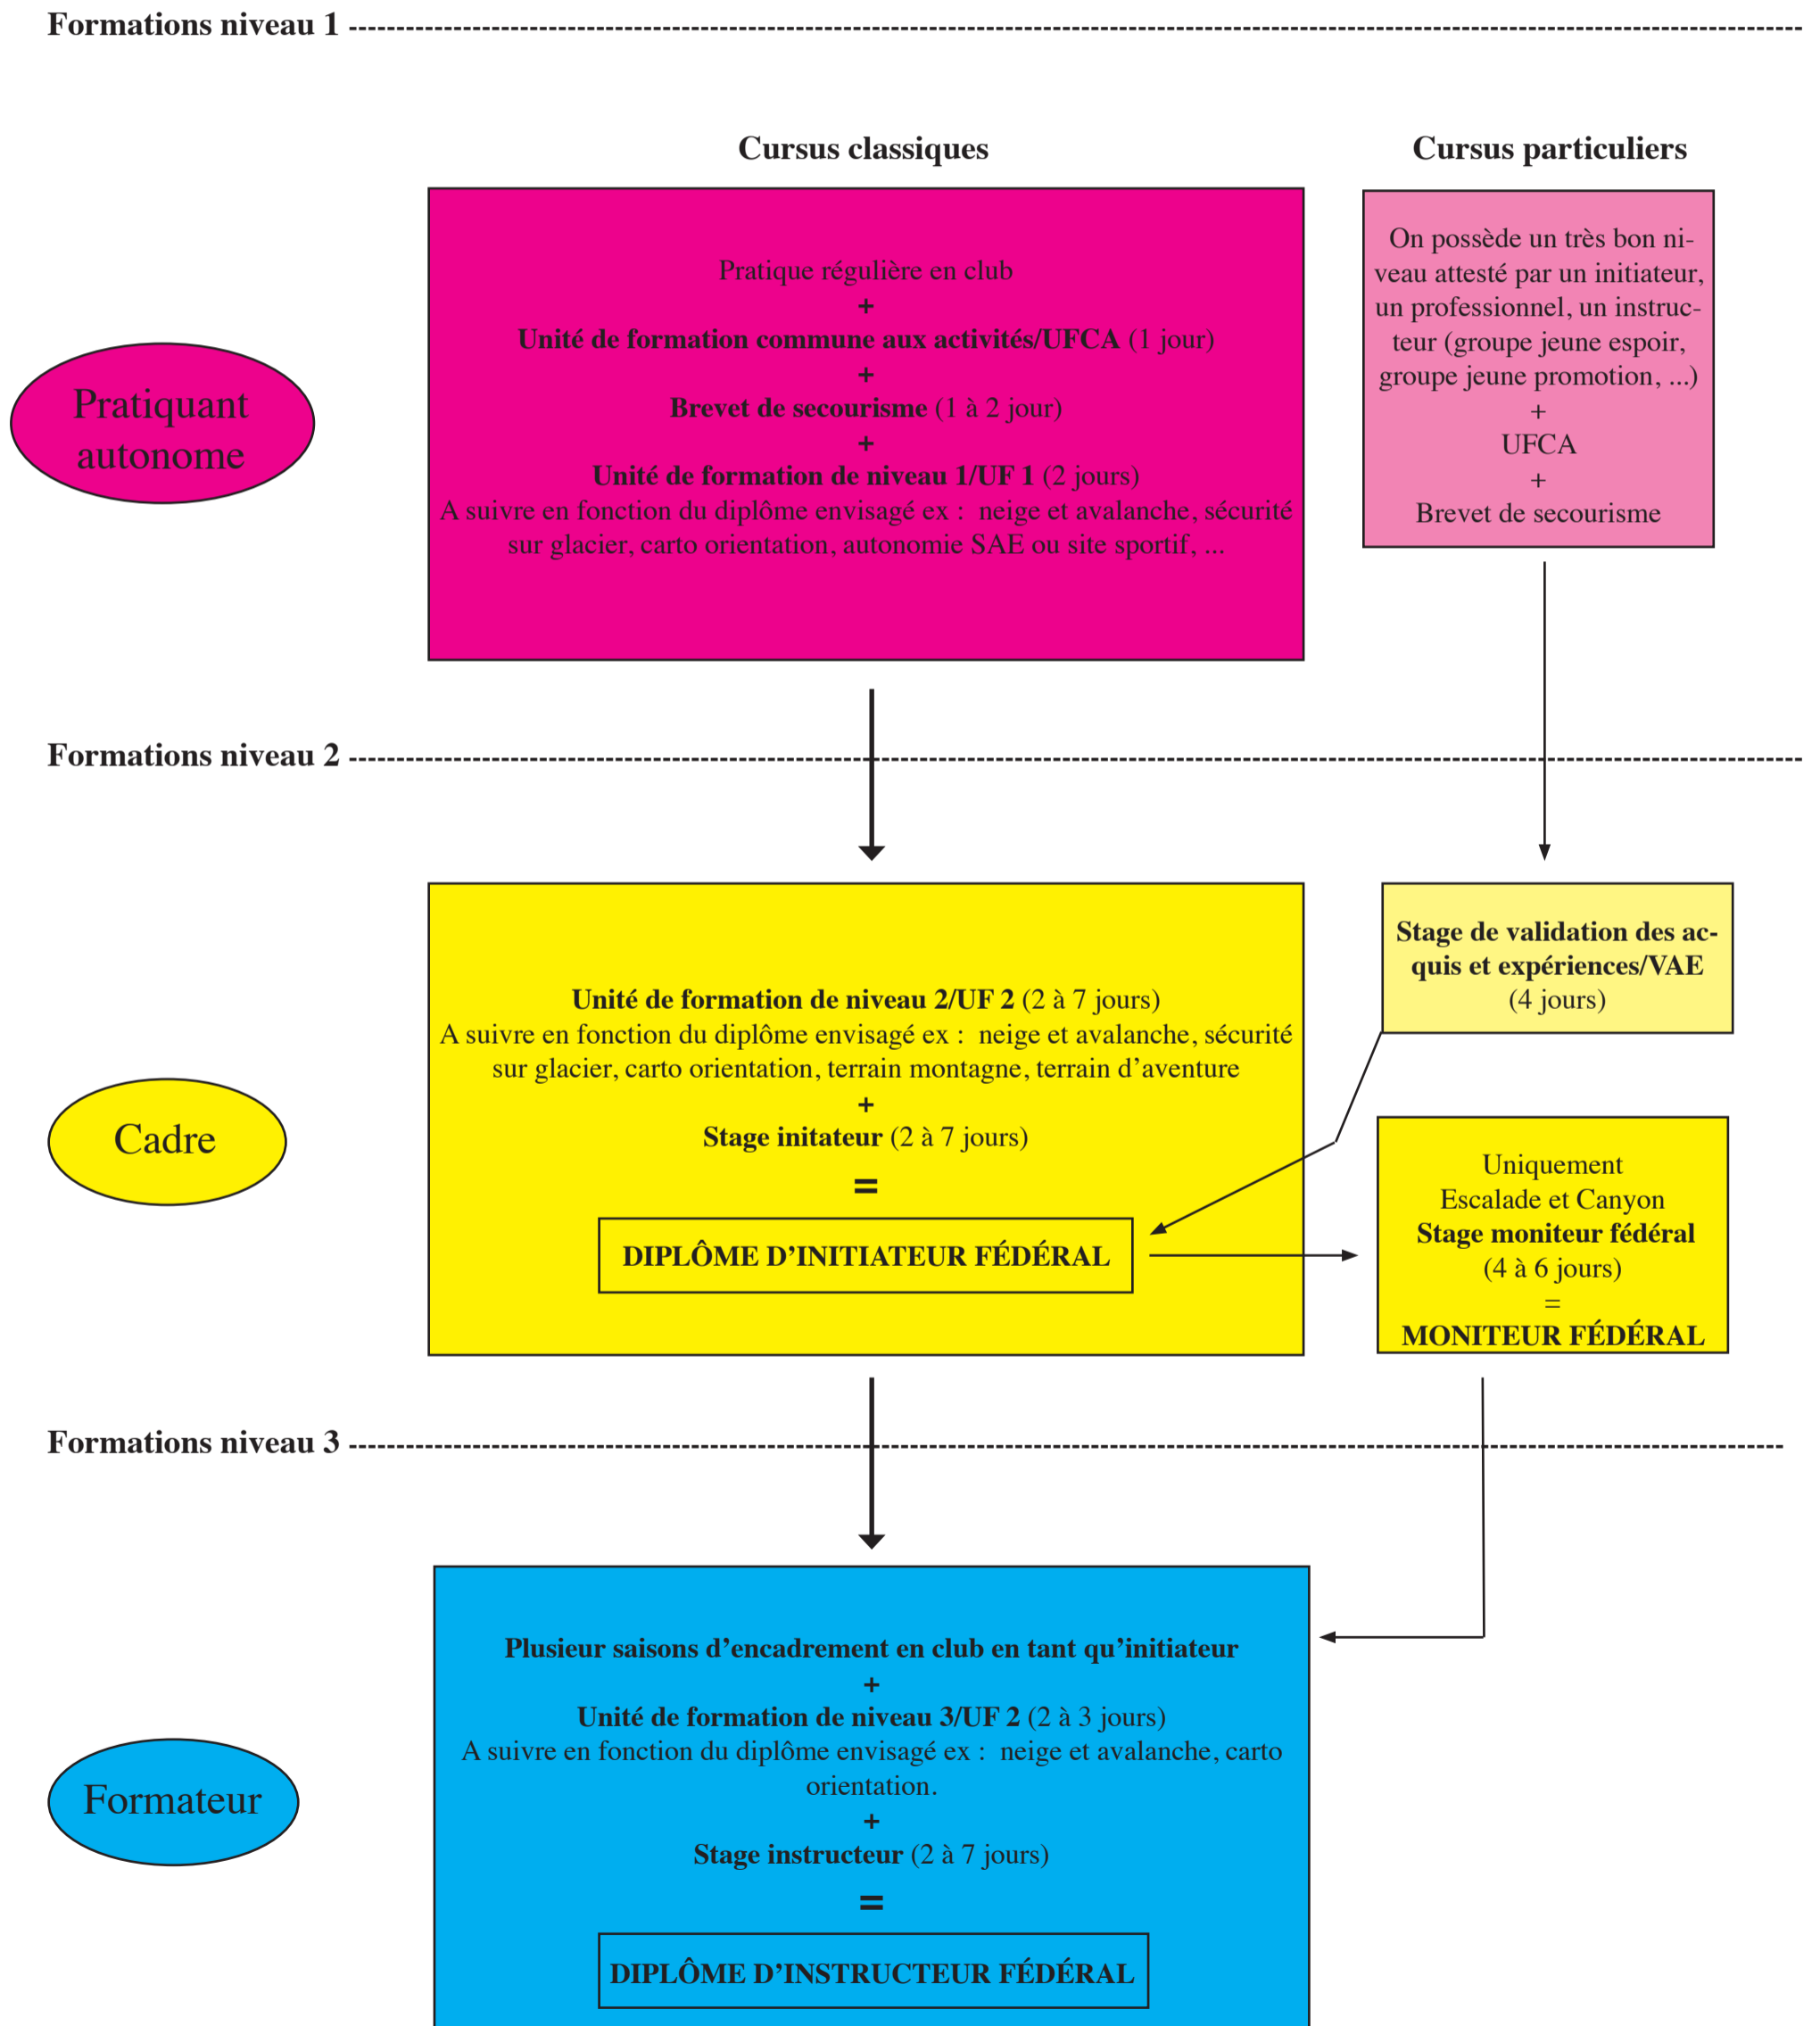 Formations niveau 1
Cursus classiques
Cursus particuliers
Pratiquant
autonome
Pratique régulière en club
+
Unité de formation commune aux activités/UFCA (1 jour)
+
Brevet de secourisme (1 à 2 jour)
+
Unité de formation de niveau 1/UF 1 (2 jours)
A suivre en fonction du diplôme envisagé ex : neige et avalanche, sécurité
sur glacier, carto orientation, autonomie SAE ou site sportif, ...
On possède un très bon ni-
veau attesté par un initiateur,
un professionnel, un instruc-
teur (groupe jeune espoir,
groupe jeune promotion, ...)
+
UFCA
+
Brevet de secourisme
Formations niveau 2
Cadre
Unité de formation de niveau 2/UF 2 (2 à 7 jours)
A suivre en fonction du diplôme envisagé ex : neige et avalanche, sécurité
sur glacier, carto orientation, terrain montagne, terrain d’aventure
+
Stage initateur (2 à 7 jours)
=
DIPLÔME D’INITIATEUR FÉDÉRAL
Stage de validation des ac-
quis et expériences/VAE
(4 jours)
Uniquement
Escalade et Canyon
Stage moniteur fédéral
(4 à 6 jours)
=
MONITEUR FÉDÉRAL
Formations niveau 3
Formateur
Plusieur saisons d’encadrement en club en tant qu’initiateur
+
Unité de formation de niveau 3/UF 2 (2 à 3 jours)
A suivre en fonction du diplôme envisagé ex : neige et avalanche, carto
orientation.
+
Stage instructeur (2 à 7 jours)
=
DIPLÔME D’INSTRUCTEUR FÉDÉRAL